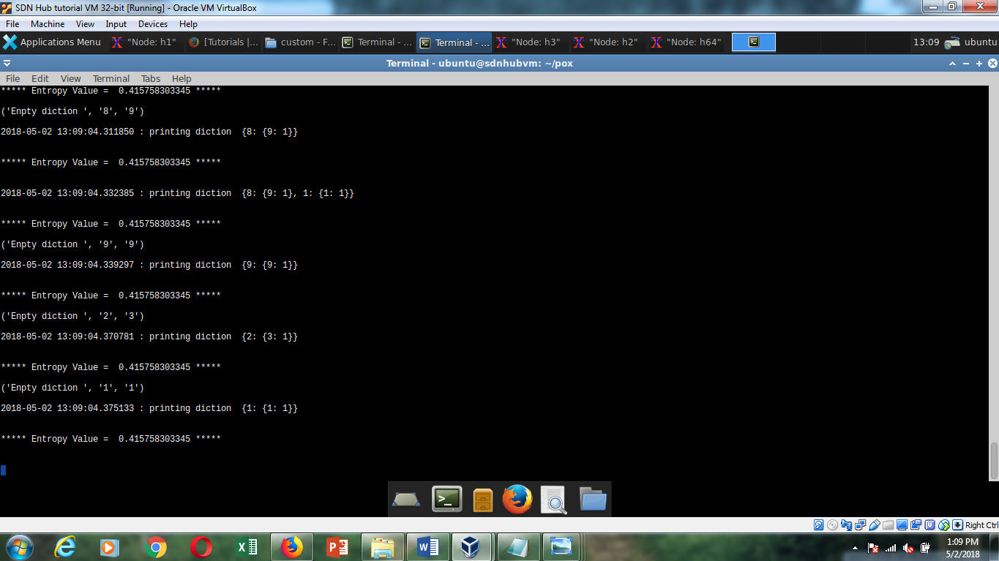 SDN Hub tutorial VM 32-bit [Running] - Oracle VM VirtualBox
File Machine View Input Devices Help
Applications Menu "Node: h1" [Tutorials |... custom - F... Terminal - ... Terminal - ... "Node: h3" "Node: h2" "Node: h64" 13:09 ubuntu
Terminal - ubuntu@sdnhubvm: ~/pox
File Edit View Terminal Tabs Help
***** Entropy Value =  0.415758303345 *****
('Enpty diction ', '8', '9')
2018-05-02 13:09:04.311850 : printing diction  {8: {9: 1}}
***** Entropy Value =  0.415758303345 *****
2018-05-02 13:09:04.332385 : printing diction  {8: {9: 1}, 1: {1: 1}}
***** Entropy Value =  0.415758303345 *****
('Enpty diction ', '9', '9')
2018-05-02 13:09:04.339297 : printing diction  {9: {9: 1}}
***** Entropy Value =  0.415758303345 *****
('Enpty diction ', '2', '3')
2018-05-02 13:09:04.370781 : printing diction  {2: {3: 1}}
***** Entropy Value =  0.415758303345 *****
('Enpty diction ', '1', '1')
2018-05-02 13:09:04.375133 : printing diction  {1: {1: 1}}
***** Entropy Value =  0.415758303345 *****
Right Ctrl
1:09 PM
5/2/2018